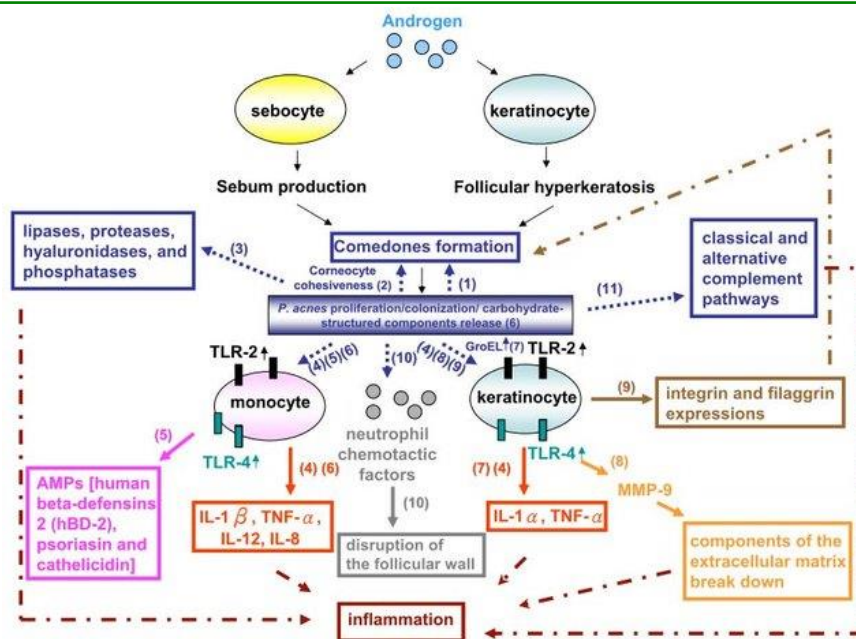 Androgen
sebocyte
keratinocyte
Sebum production
Follicular hyperkeratosis
lipases, proteases,
hyaluronidases, and
phosphatases
(3)
Comedones formation
classical and
alternative
complement
pathways
Corneocyte
cohesiveness (2)
(1)
(11)
P. acnes proliferation/colonization/ carbohydrate-
structured components release (6)
TLR-2
(4)(5)(6)
(10)
(4)(8)(9)
GroEL (7)
TLR-2
monocyte
keratinocyte
(9)
integrin and filaggrin
expressions
neutrophil
chemotactic
factors
(5)
TLR-4
(4) (6)
(7) (4)
TLR-4
(8)
MMP-9
AMPs [human
beta-defensins
2 (hBD-2),
psoriasin and
cathelicidin]
IL-1 β, TNF-α,
IL-12, IL-8
(10)
IL-1 α, TNF-α
disruption of
the follicular wall
components of the
extracellular matrix
break down
inflammation